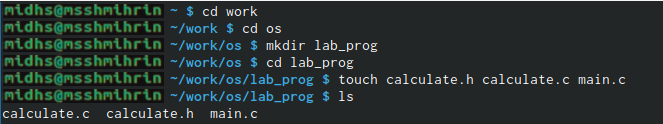 midhs@msshmihrin ~ $ cd work
midhs@msshmihrin ~/work $ cd os
midhs@msshmihrin ~/work/os $ mkdir lab_prog
midhs@msshmihrin ~/work/os $ cd lab_prog
midhs@msshmihrin ~/work/os/lab_prog $ touch calculate.h calculate.c main.c
midhs@msshmihrin ~/work/os/lab_prog $ ls
calculate.c  calculate.h  main.c